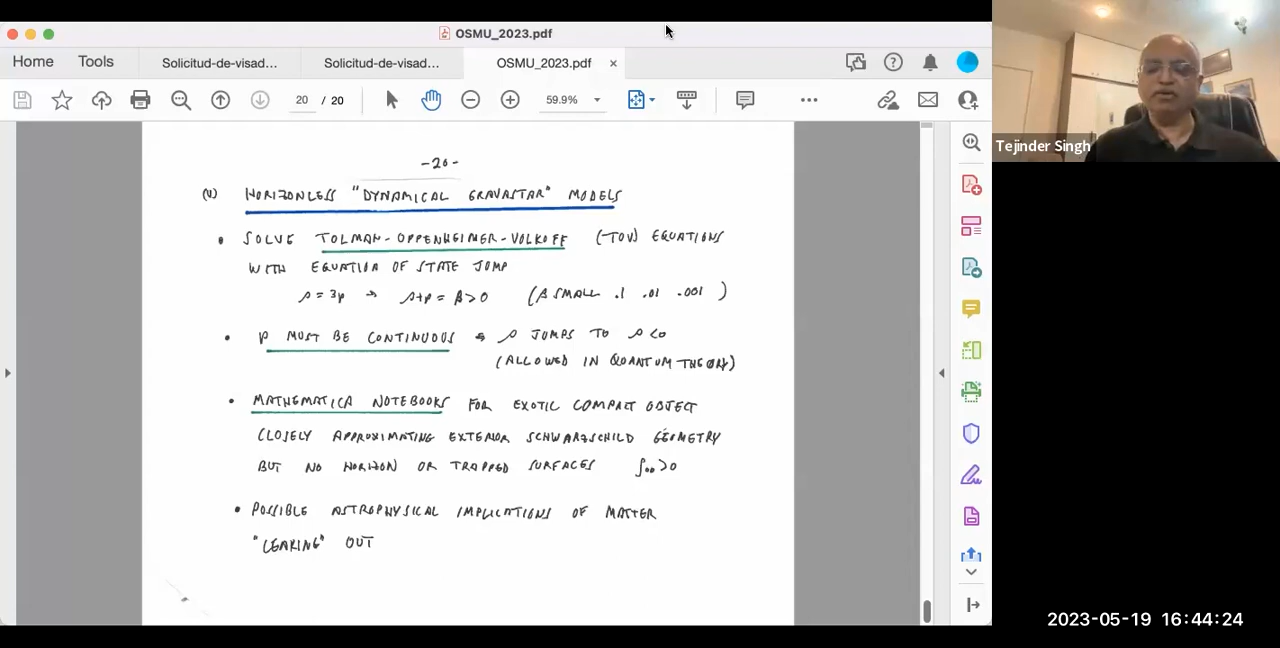 OSMU_2023.pdf
Home Tools Solicitud-de-visad... Solicitud-de-visad... OSMU_2023.pdf ×
20 / 20 59.9%
Tejinder Singh
-20-
(V) HORIZONLESS "DYNAMICAL GRAVASTAR" MODELS
• SOLVE TOLMAN-OPPENHEIMER-VOLKOFF (TOV) EQUATIONS
WITH EQUATION OF STATE JUMP
ρ = 3p → ρ+p = β > 0 (β SMALL .1 .01 .001 )
• p MUST BE CONTINUOUS → ρ JUMPS TO ρ<0
(ALLOWED IN QUANTUM THEORY)
• MATHEMATICA NOTEBOOKS FOR EXOTIC COMPACT OBJECT
CLOSELY APPROXIMATING EXTERIOR SCHWARZSCHILD GEOMETRY
BUT NO HORIZON OR TRAPPED SURFACES g₀₀>0
• POSSIBLE ASTROPHYSICAL IMPLICATIONS OF MATTER
"LEAKING" OUT
2023-05-19 16:44:24